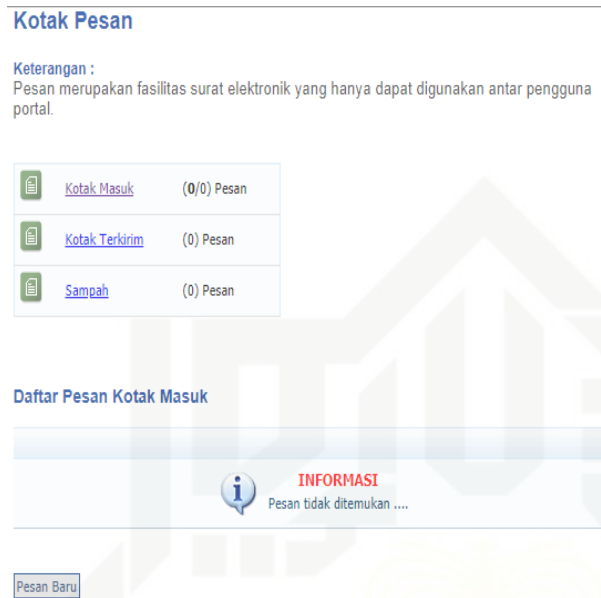 Kotak Pesan
Keterangan :
Pesan merupakan fasilitas surat elektronik yang hanya dapat digunakan antar pengguna
portal.
Kotak Masuk (0/0) Pesan
Kotak Terkirim (0) Pesan
Sampah (0) Pesan
Daftar Pesan Kotak Masuk
INFORMASI
Pesan tidak ditemukan ....
Pesan Baru